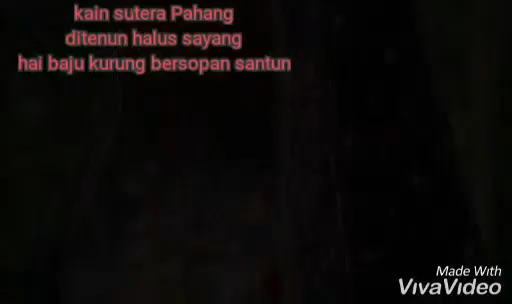 kain sutera Pahang
ditenun halus sayang
hai baju kurung bersopan santun
Made With
VivaVideo